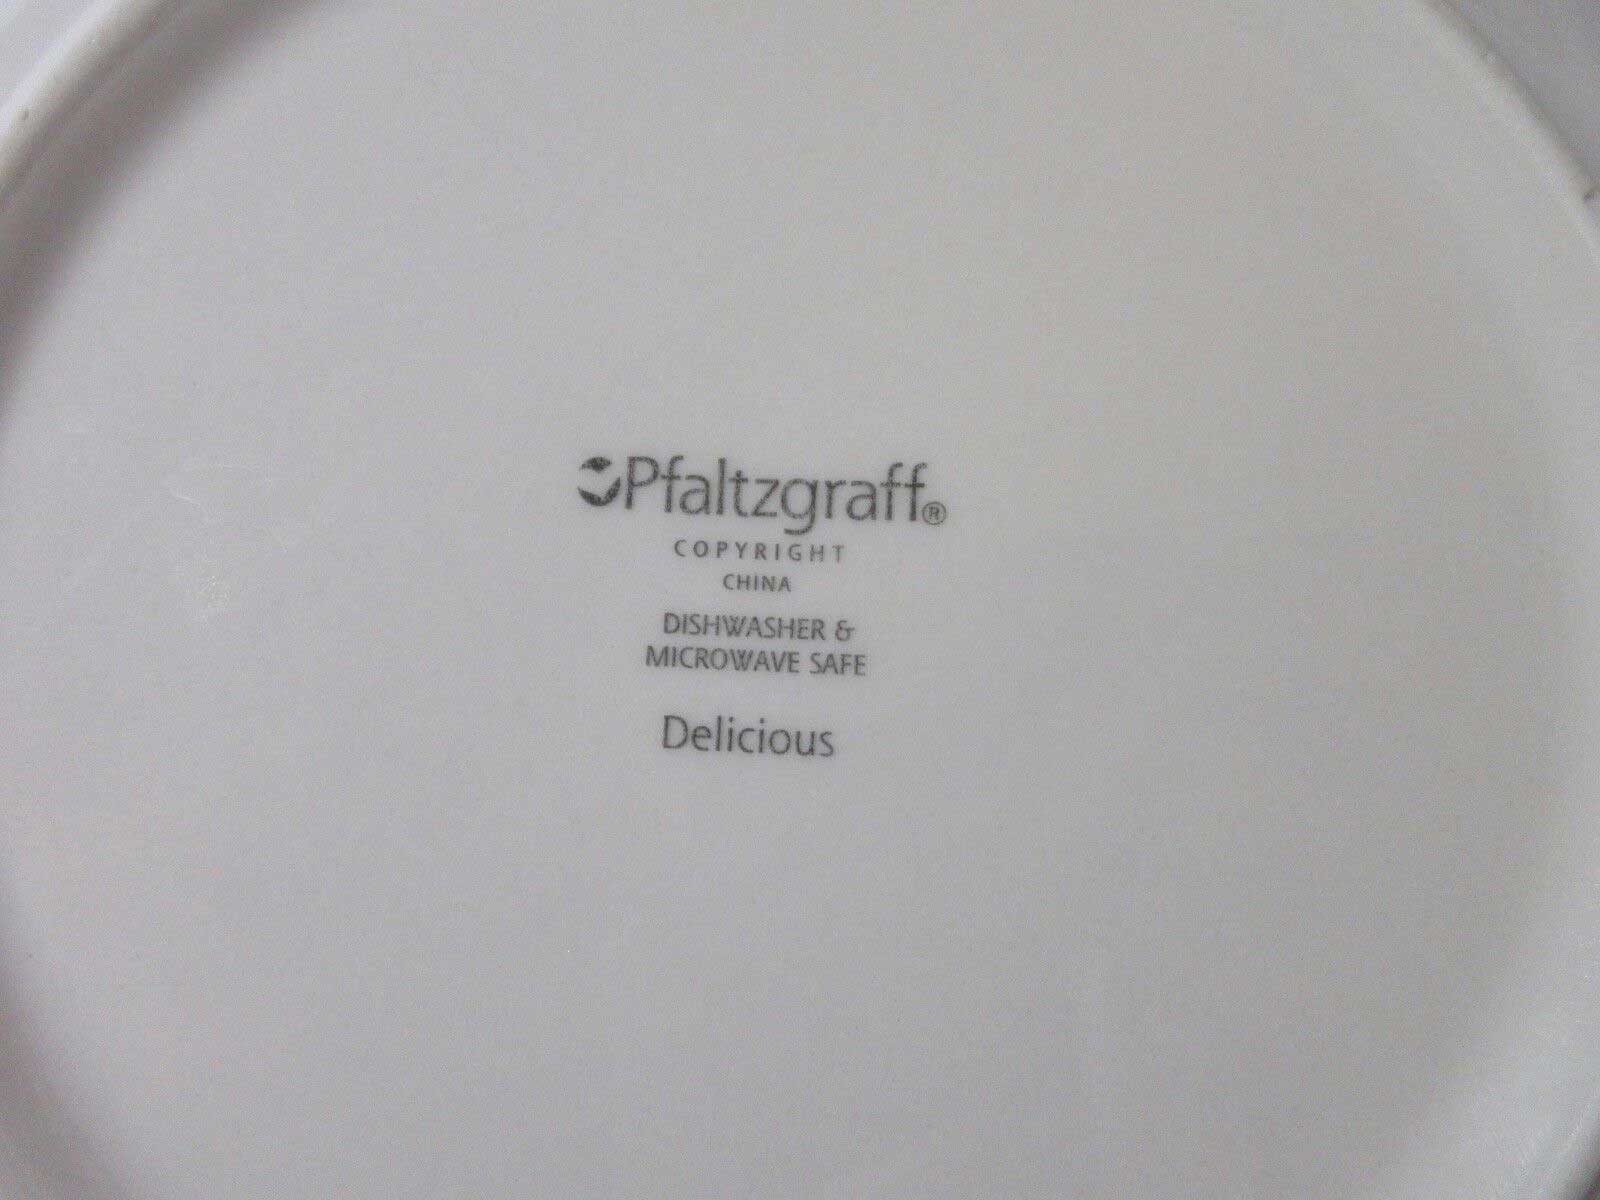 Pfaltzgraff®
COPYRIGHT
CHINA
DISHWASHER &
MICROWAVE SAFE
Delicious